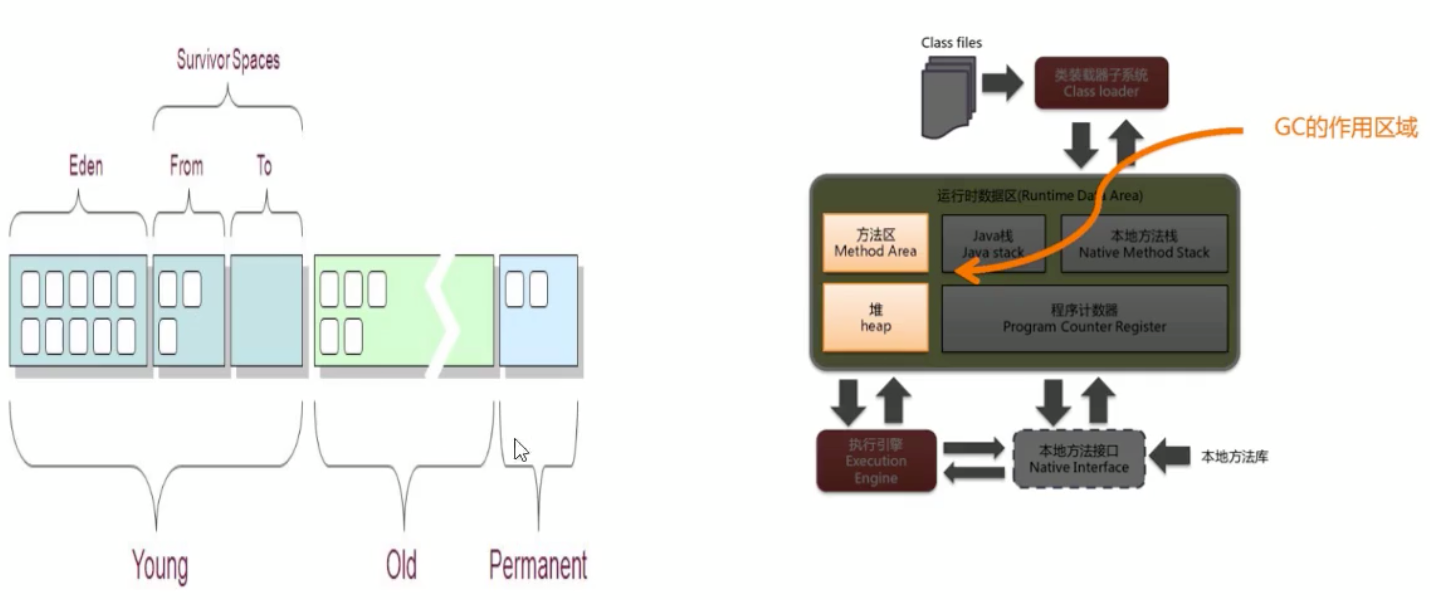 Survivor Spaces
Eden
From
To
Young
Old
Permanent
Class files
类装载器子系统
Class loader
GC的作用区域
运行时数据区(Runtime Data Area)
方法区
Method Area
Java栈
Java stack
本地方法栈
Native Method Stack
堆
heap
程序计数器
Program Counter Register
执行引擎
Execution
Engine
本地方法接口
Native Interface
本地方法库